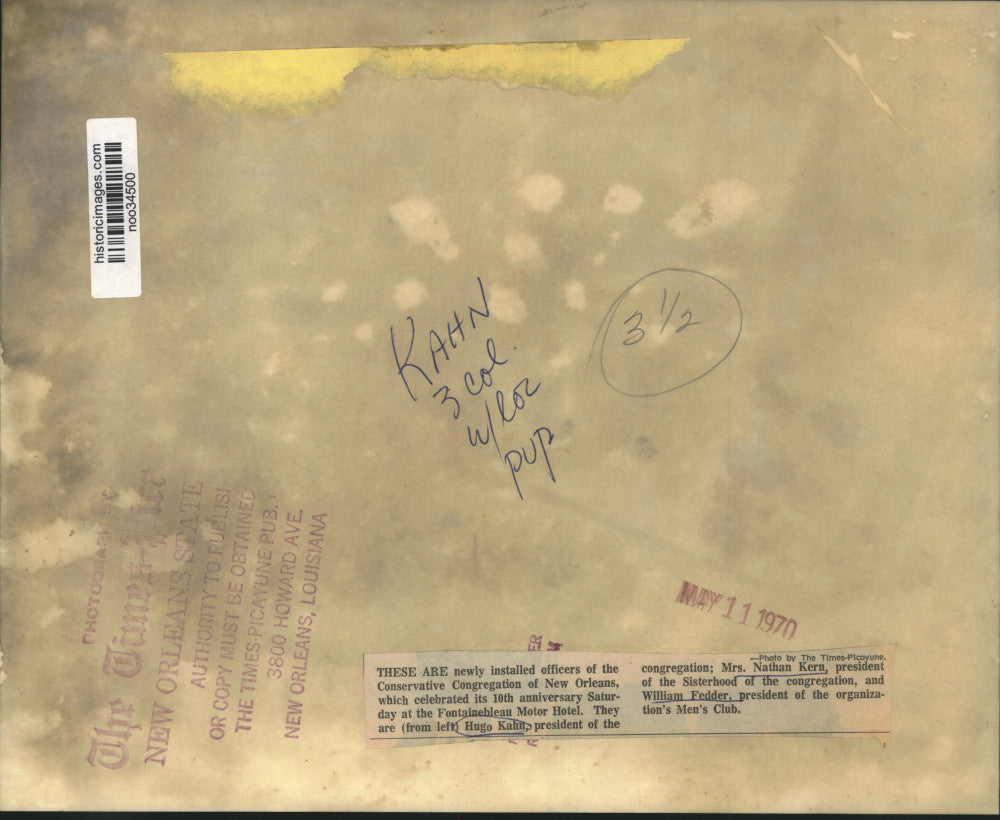 historicimages.com
noo34500
KAHN
3 col.
w/loc
pup
3 1/2
PHOTOGRAPH BY
The Times-Pica
NEW ORLEANS STATE
AUTHORITY TO PUBLISH
OR COPY MUST BE OBTAINED
THE TIMES-PICAYUNE PUB.
3800 HOWARD AVE.
NEW ORLEANS, LOUISIANA
MAY 11 1970
ER
THESE ARE newly installed officers of the
Conservative Congregation of New Orleans,
which celebrated its 10th anniversary Satur-
day at the Fontainebleau Motor Hotel. They
are (from left) Hugo Kahn, president of the
—Photo by The Times-Picayune.
congregation; Mrs. Nathan Kern, president
of the Sisterhood of the congregation, and
William Fedder, president of the organiza-
tion's Men's Club.